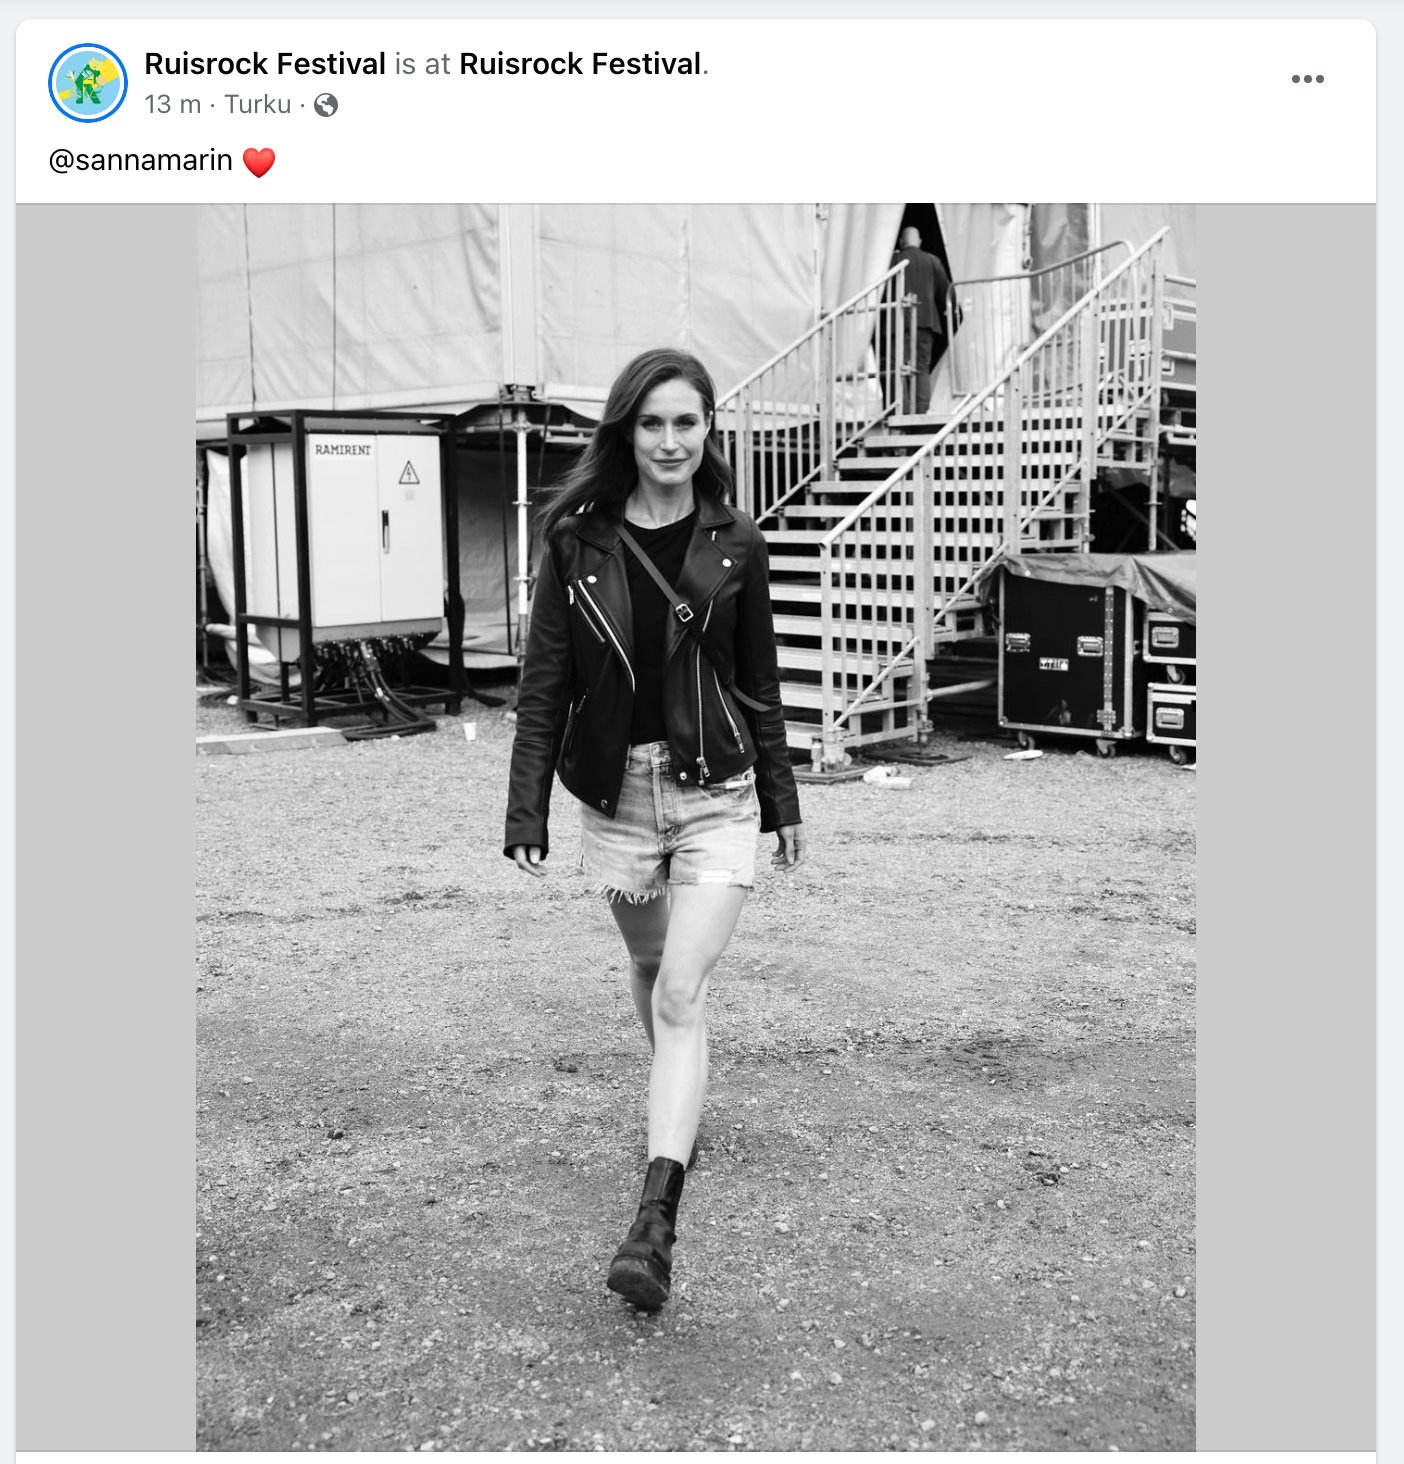 Ruisrock Festival is at Ruisrock Festival.
13 m · Turku ·
@sannamarin ❤️
RAMIRENT